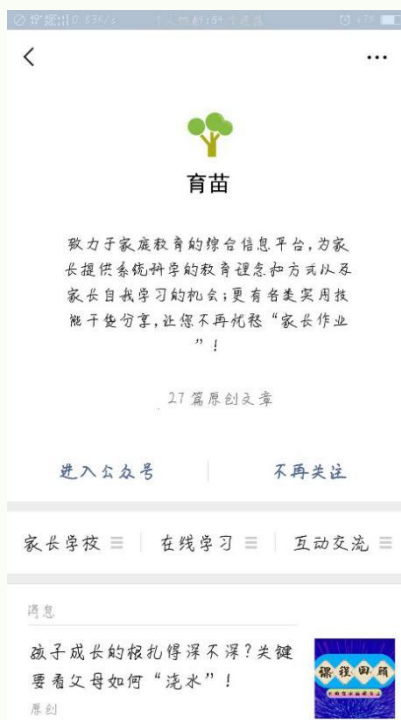 育苗
致力于家庭教育的综合信息平台,为家
长提供系统科学的教育理念和方式以及
家长自我学习的机会;更有各类实用技
能干货分享,让您不再忧愁“家长作业
”!
27篇原创文章
进入公众号 不再关注
家长学校 在线学习 互动交流
消息
孩子成长的根扎得深不深?关键
要看父母如何“浇水”!
课程回顾
原创